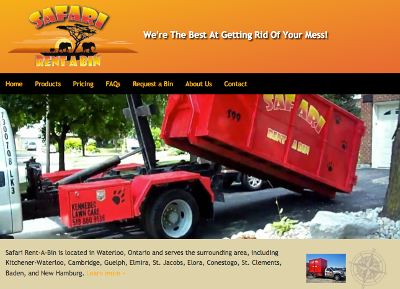 SAFARI
RENT-A-BIN
We're The Best At Getting Rid Of Your Mess!
Home Products Pricing FAQs Request a Bin About Us Contact
599
SAFARI
RENT-A-BIN
KENNEBEC
LAWN CARE
Safari Rent-A-Bin is located in Waterloo, Ontario and serves the surrounding area, including
Kitchener-Waterloo, Cambridge, Guelph, Elmira, St. Jacobs, Elora, Conestogo, St. Clements,
Baden, and New Hamburg. Learn more »